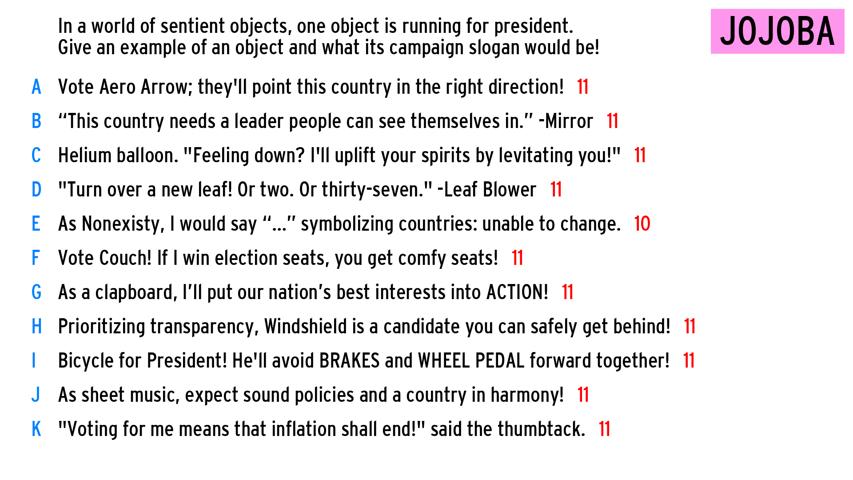 In a world of sentient objects, one object is running for president.
Give an example of an object and what its campaign slogan would be!
JOJOBA
A Vote Aero Arrow; they'll point this country in the right direction! 11
B “This country needs a leader people can see themselves in.” -Mirror 11
C Helium balloon. "Feeling down? I'll uplift your spirits by levitating you!" 11
D "Turn over a new leaf! Or two. Or thirty-seven." -Leaf Blower 11
E As Nonexisty, I would say “...” symbolizing countries: unable to change. 10
F Vote Couch! If I win election seats, you get comfy seats! 11
G As a clapboard, I’ll put our nation’s best interests into ACTION! 11
H Prioritizing transparency, Windshield is a candidate you can safely get behind! 11
I Bicycle for President! He'll avoid BRAKES and WHEEL PEDAL forward together! 11
J As sheet music, expect sound policies and a country in harmony! 11
K "Voting for me means that inflation shall end!" said the thumbtack. 11